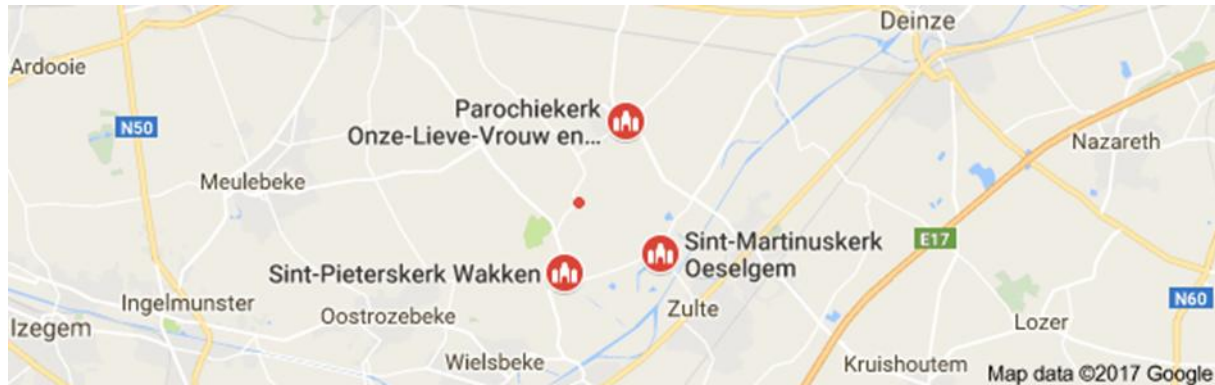 Deinze
Ardooie
Parochiekerk
Onze-Lieve-Vrouw en...
N50
Nazareth
Meulebeke
Sint-Martinuskerk
Oeselgem
E17
Sint-Pieterskerk Wakken
Ingelmunster
Oostrozebeke
Zulte
N60
Izegem
Lozer
Wielsbeke
Kruishoutem
Map data ©2017 Google